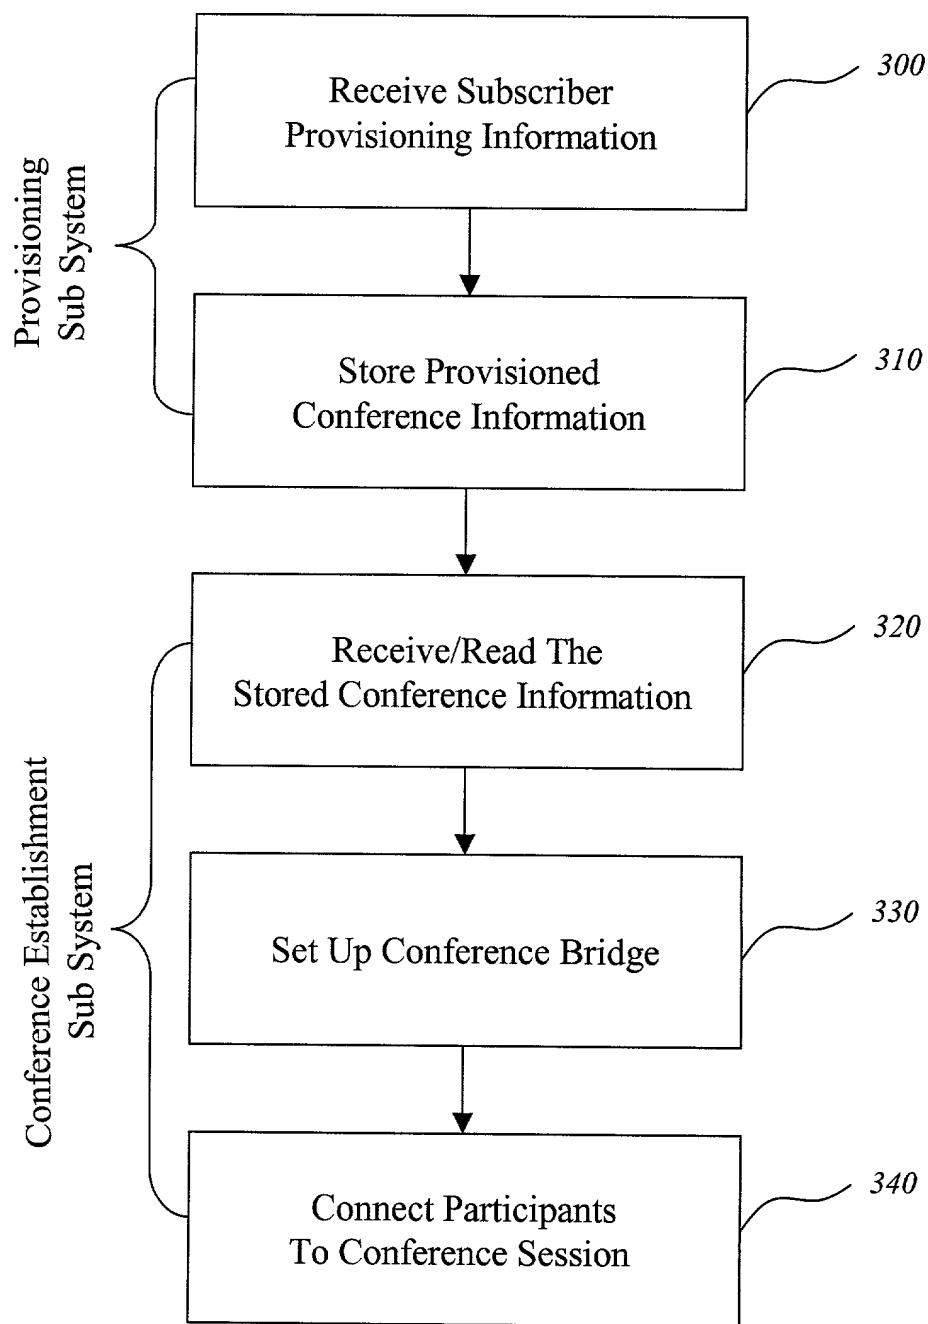 Receive Subscriber
Provisioning Information
300
Provisioning
Sub System
Store Provisioned
Conference Information
310
Receive/Read The
Stored Conference Information
320
Conference Establishment
Sub System
Set Up Conference Bridge
330
Connect Participants
To Conference Session
340